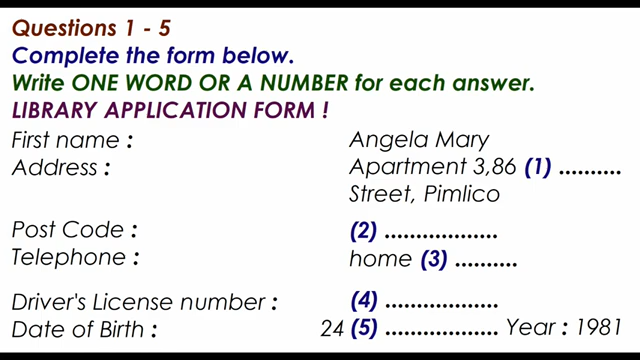 Questions 1 - 5
Complete the form below.
Write ONE WORD OR A NUMBER for each answer.
LIBRARY APPLICATION FORM !
First name : Angela Mary
Address : Apartment 3,86 (1) ..........
Street, Pimlico
Post Code : (2) ..................
Telephone : home (3) ..........
Driver's License number : (4) ..................
Date of Birth : 24 (5) .................. Year : 1981